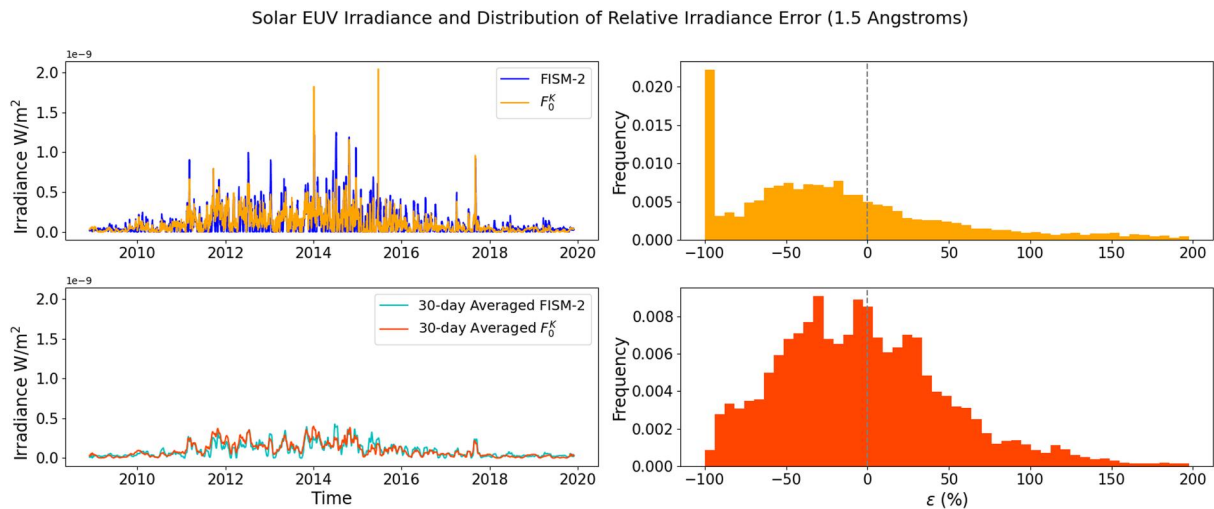 Solar EUV Irradiance and Distribution of Relative Irradiance Error (1.5 Angstroms)
1e−9
2.0
1.5
1.0
0.5
0.0
Irradiance W/m²
FISM-2
F₀ᴷ
2010 2012 2014 2016 2018 2020
0.020
0.015
0.010
0.005
0.000
Frequency
−100 −50 0 50 100 150 200
1e−9
2.0
1.5
1.0
0.5
0.0
Irradiance W/m²
30-day Averaged FISM-2
30-day Averaged F₀ᴷ
2010 2012 2014 2016 2018 2020
Time
0.008
0.006
0.004
0.002
0.000
Frequency
−100 −50 0 50 100 150 200
ε (%)